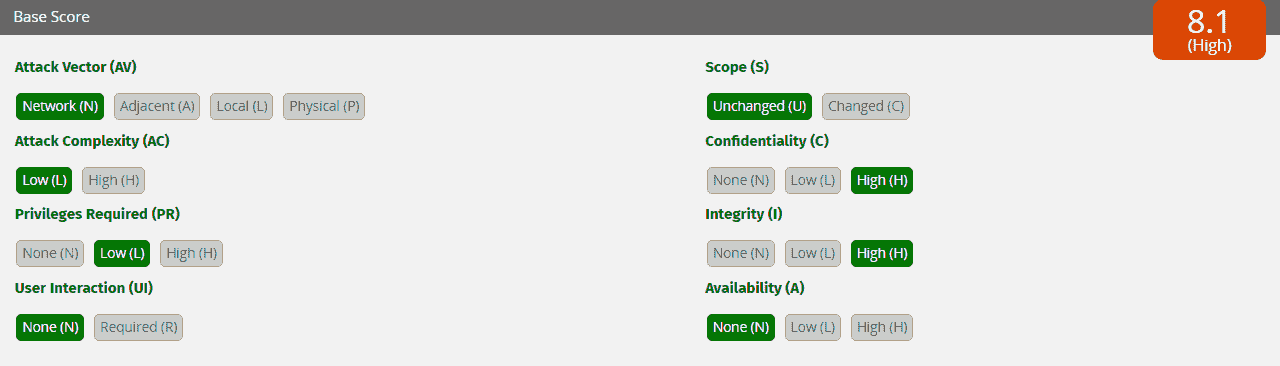 Base Score
8.1
(High)
Attack Vector (AV)
Network (N) Adjacent (A) Local (L) Physical (P)
Attack Complexity (AC)
Low (L) High (H)
Privileges Required (PR)
None (N) Low (L) High (H)
User Interaction (UI)
None (N) Required (R)
Scope (S)
Unchanged (U) Changed (C)
Confidentiality (C)
None (N) Low (L) High (H)
Integrity (I)
None (N) Low (L) High (H)
Availability (A)
None (N) Low (L) High (H)